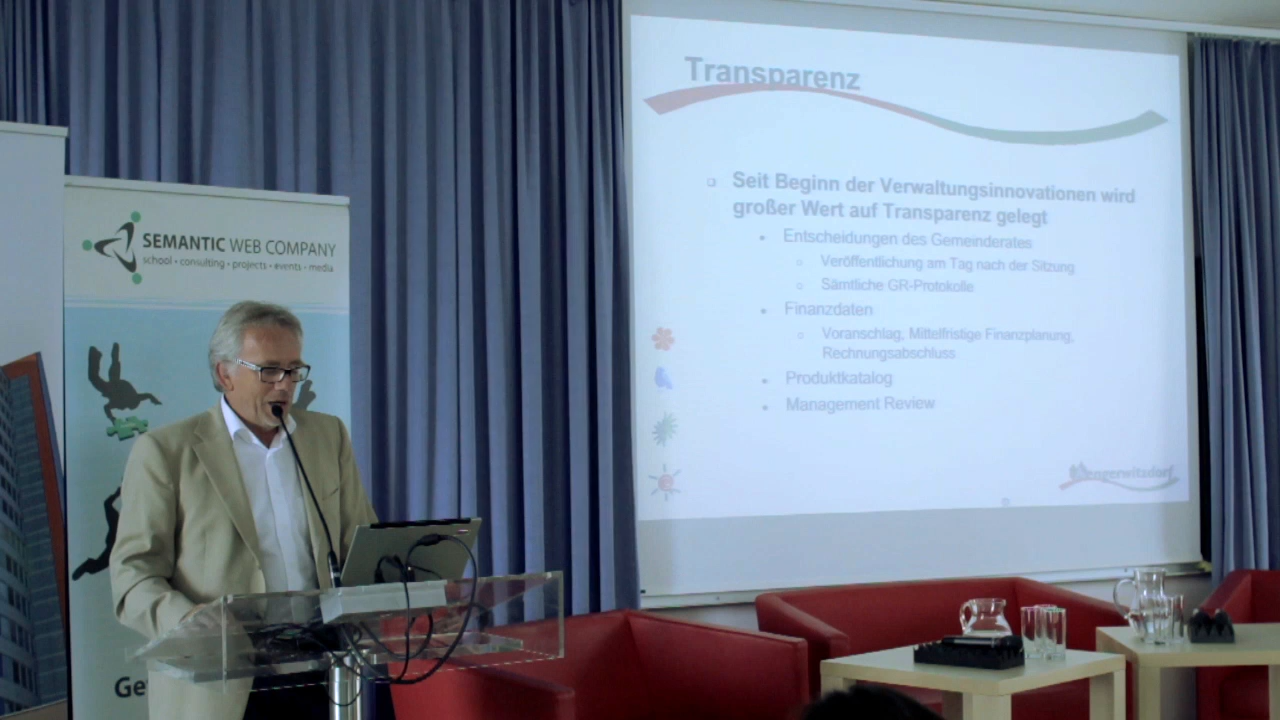 SEMANTIC WEB COMPANY
school • consulting • projects • events • media
Ge
Transparenz
Seit Beginn der Verwaltungsinnovationen wird
großer Wert auf Transparenz gelegt
Entscheidungen des Gemeinderates
Veröffentlichung am Tag nach der Sitzung
Sämtliche GR-Protokolle
Finanzdaten
Voranschlag, Mittelfristige Finanzplanung,
Rechnungsabschluss
Produktkatalog
Management Review